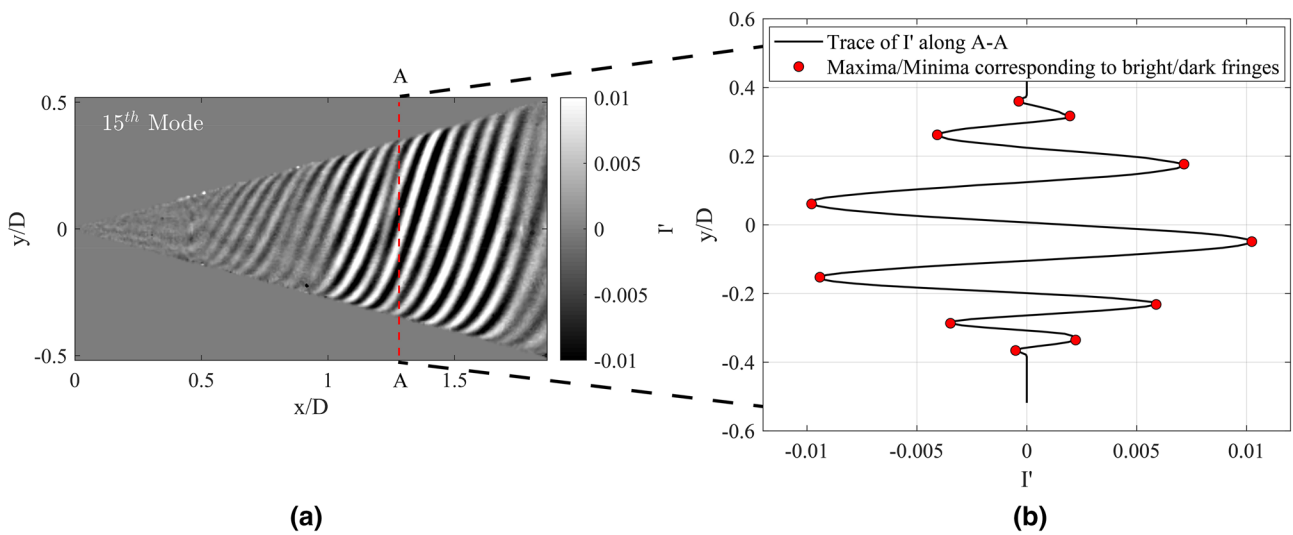 A
15th Mode
0.5
0
-0.5
y/D
0
0.5
1
1.5
A
x/D
0.01
0.005
0
-0.005
-0.01
I'
(a)
Trace of I' along A-A
Maxima/Minima corresponding to bright/dark fringes
0.6
0.4
0.2
0
-0.2
-0.4
-0.6
y/D
-0.01
-0.005
0
0.005
0.01
I'
(b)